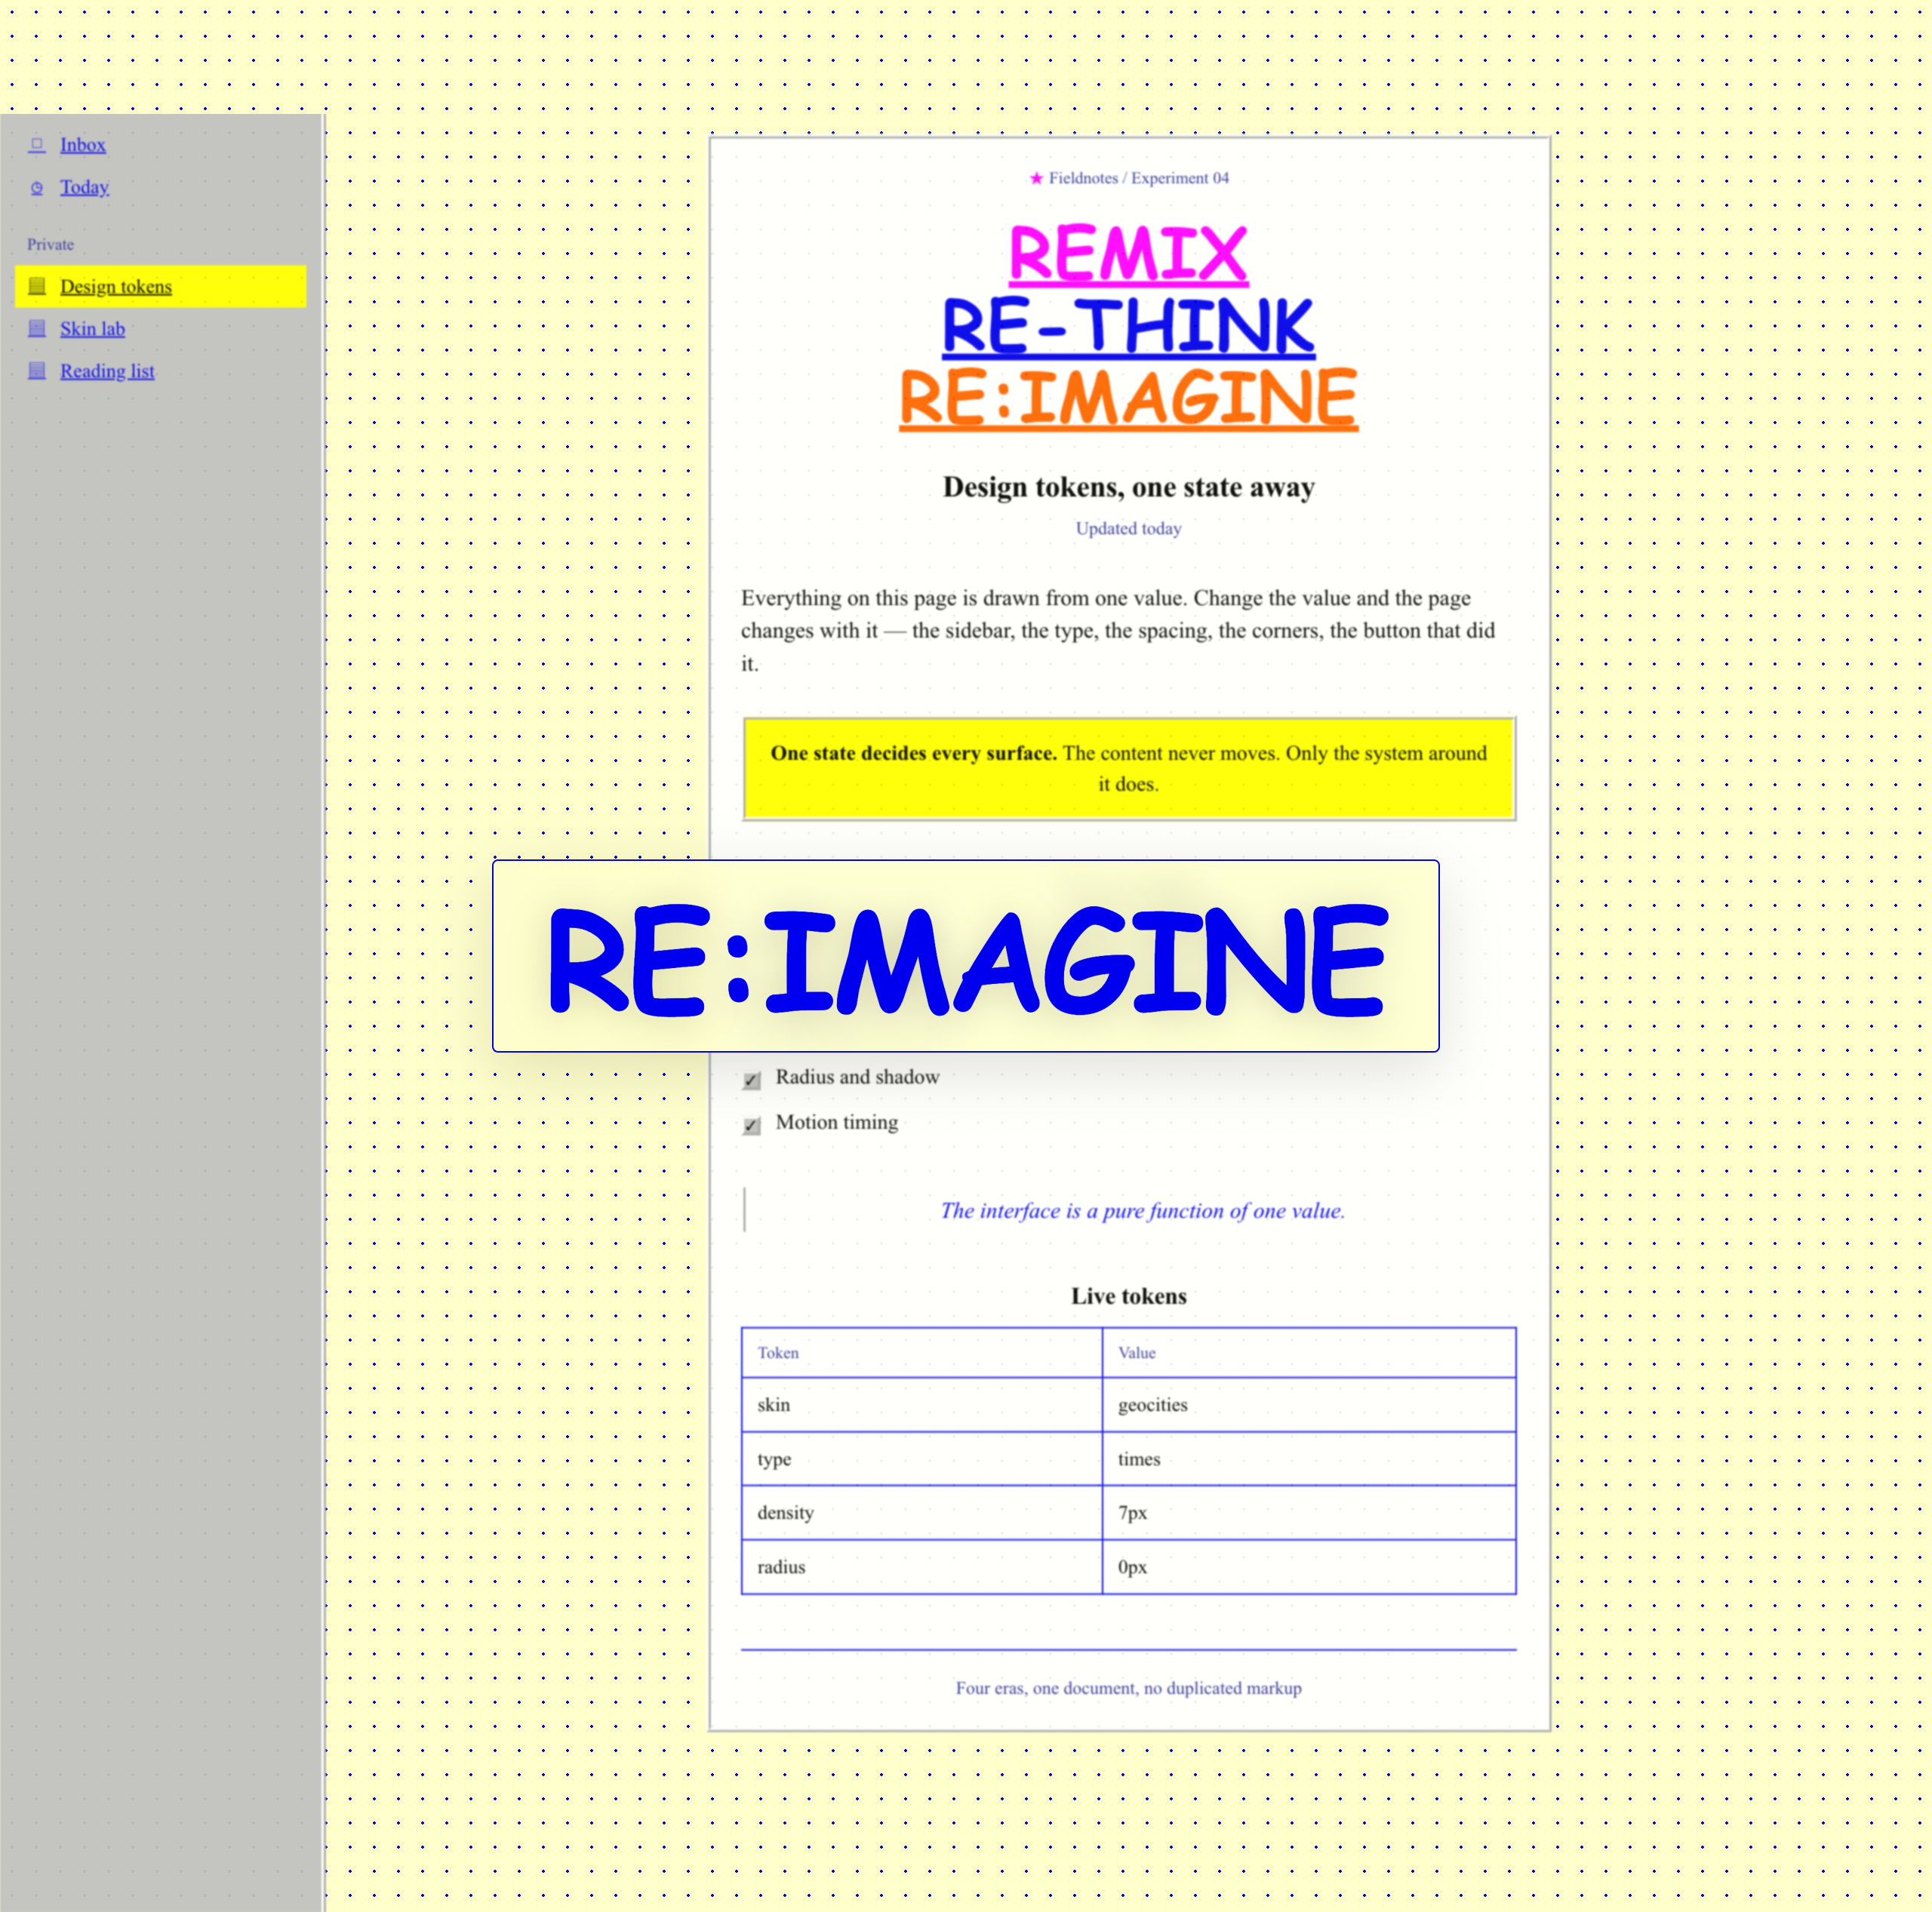 Inbox
Today
Private
Design tokens
Skin lab
Reading list
★ Fieldnotes / Experiment 04
REMIX
RE-THINK
RE:IMAGINE
Design tokens, one state away
Updated today
Everything on this page is drawn from one value. Change the value and the page
changes with it — the sidebar, the type, the spacing, the corners, the button that did
it.
One state decides every surface. The content never moves. Only the system around
it does.
RE:IMAGINE
Radius and shadow
Motion timing
The interface is a pure function of one value.
Live tokens
Token Value
skin geocities
type times
density 7px
radius 0px
Four eras, one document, no duplicated markup